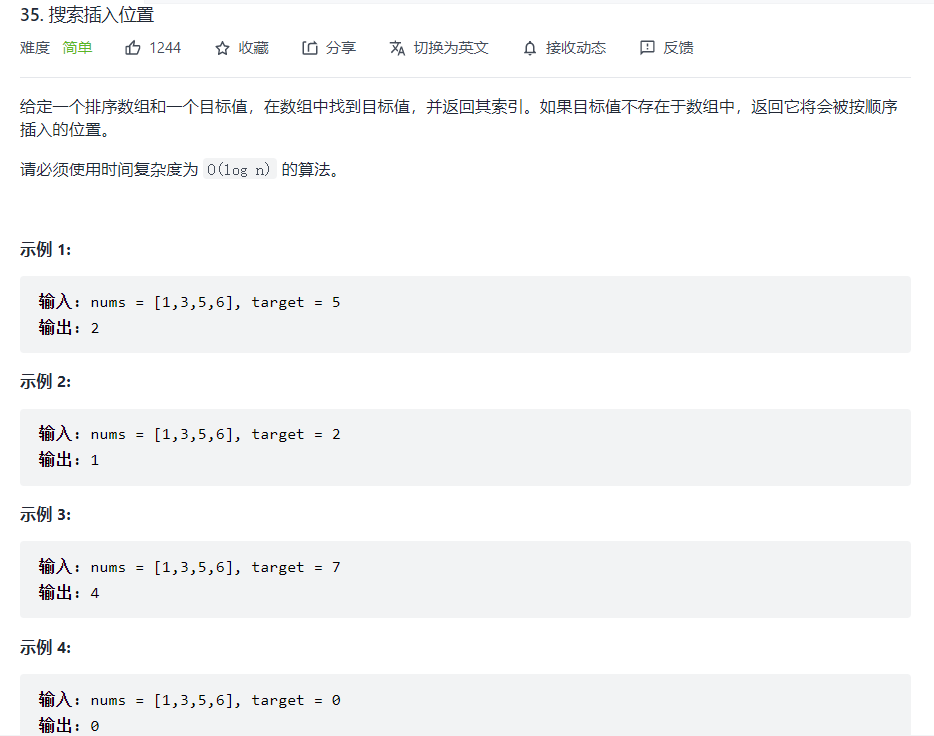 35. 搜索插入位置
难度 简单 1244 收藏 分享 切换为英文 接收动态 反馈
给定一个排序数组和一个目标值，在数组中找到目标值，并返回其索引。如果目标值不存在于数组中，返回它将会被按顺序
插入的位置。
请必须使用时间复杂度为 O(log n) 的算法。
示例 1:
输入: nums = [1,3,5,6], target = 5
输出: 2
示例 2:
输入: nums = [1,3,5,6], target = 2
输出: 1
示例 3:
输入: nums = [1,3,5,6], target = 7
输出: 4
示例 4:
输入: nums = [1,3,5,6], target = 0
输出: 0